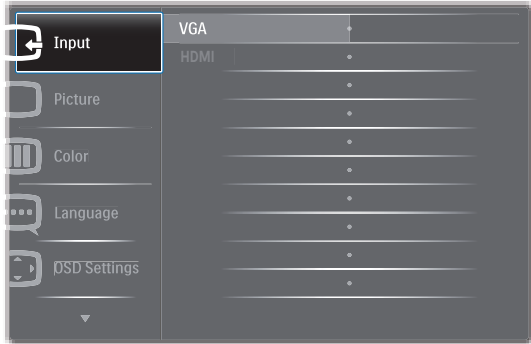 Input
VGA
HDMI
Picture
Color
Language
OSD Settings